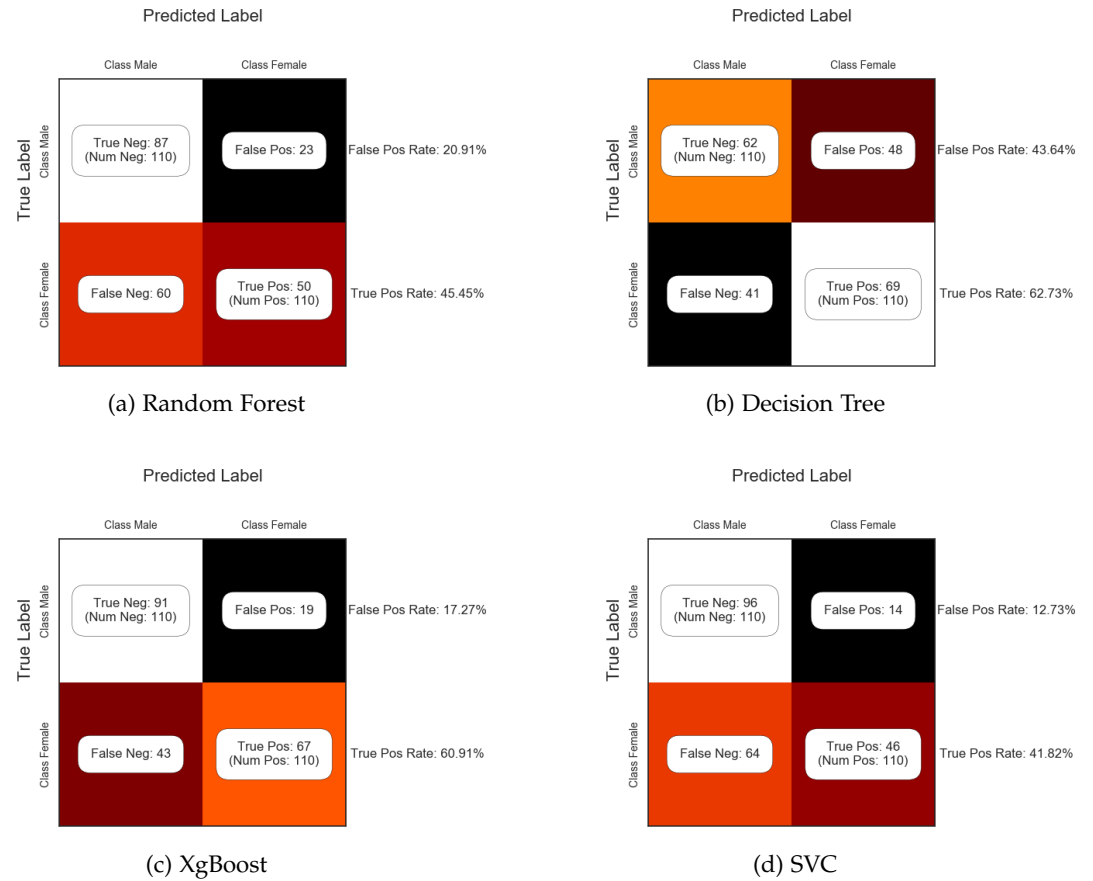 Predicted Label
Class Male
Class Female
True Label
Class Male
True Neg: 87
(Num Neg: 110)
False Pos: 23
False Pos Rate: 20.91%
Class Female
False Neg: 60
True Pos: 50
(Num Pos: 110)
True Pos Rate: 45.45%
(a) Random Forest
Predicted Label
Class Male
Class Female
True Label
Class Male
True Neg: 62
(Num Neg: 110)
False Pos: 48
False Pos Rate: 43.64%
Class Female
False Neg: 41
True Pos: 69
(Num Pos: 110)
True Pos Rate: 62.73%
(b) Decision Tree
Predicted Label
Class Male
Class Female
True Label
Class Male
True Neg: 91
(Num Neg: 110)
False Pos: 19
False Pos Rate: 17.27%
Class Female
False Neg: 43
True Pos: 67
(Num Pos: 110)
True Pos Rate: 60.91%
(c) XgBoost
Predicted Label
Class Male
Class Female
True Label
Class Male
True Neg: 96
(Num Neg: 110)
False Pos: 14
False Pos Rate: 12.73%
Class Female
False Neg: 64
True Pos: 46
(Num Pos: 110)
True Pos Rate: 41.82%
(d) SVC